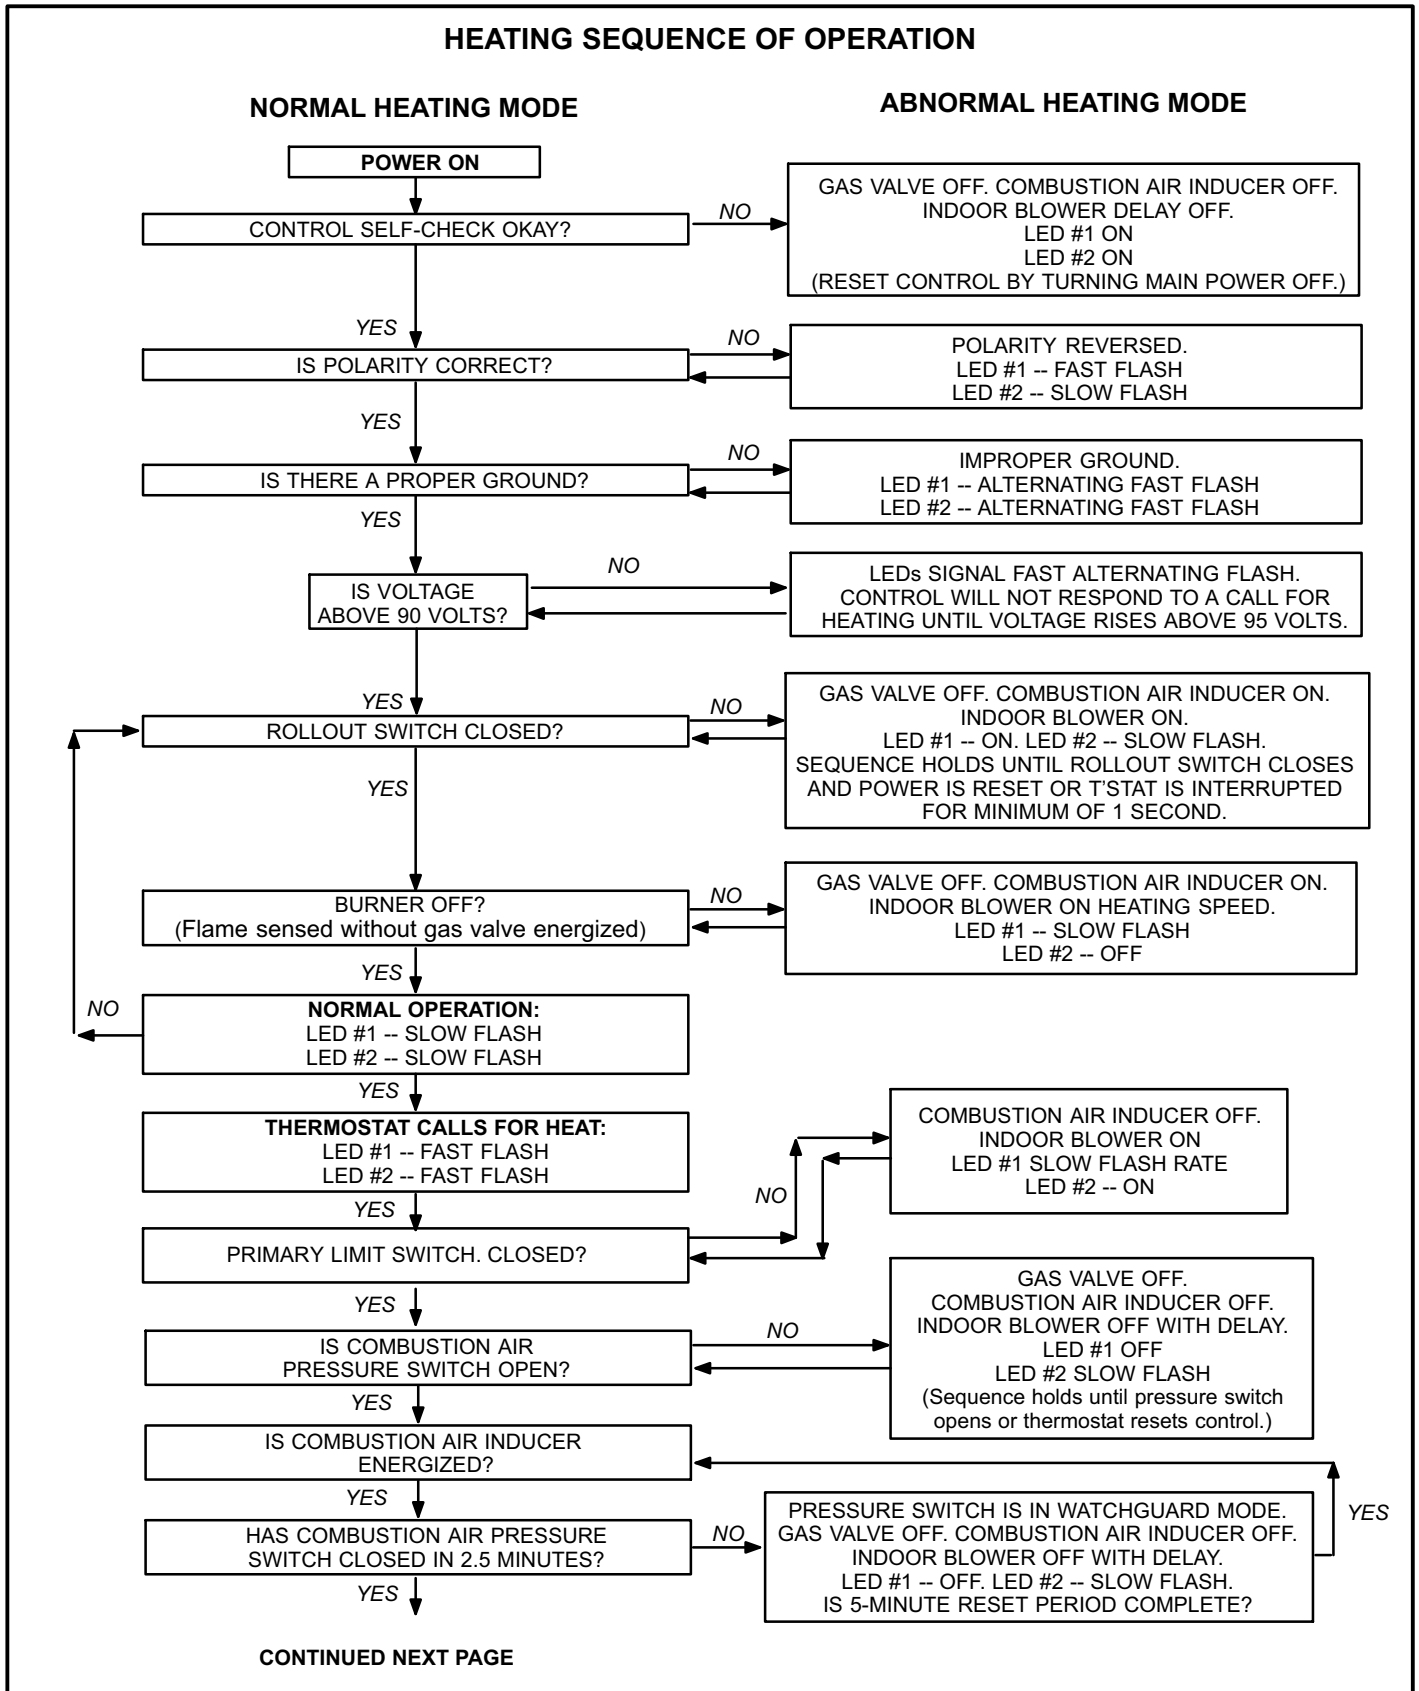 HEATING SEQUENCE OF OPERATION
NORMAL HEATING MODE
ABNORMAL HEATING MODE
POWER ON
CONTROL SELF-CHECK OKAY?
NO
GAS VALVE OFF. COMBUSTION AIR INDUCER OFF.
INDOOR BLOWER DELAY OFF.
LED #1 ON
LED #2 ON
(RESET CONTROL BY TURNING MAIN POWER OFF.)
YES
IS POLARITY CORRECT?
NO
POLARITY REVERSED.
LED #1 -- FAST FLASH
LED #2 -- SLOW FLASH
YES
IS THERE A PROPER GROUND?
NO
IMPROPER GROUND.
LED #1 -- ALTERNATING FAST FLASH
LED #2 -- ALTERNATING FAST FLASH
YES
IS VOLTAGE
ABOVE 90 VOLTS?
NO
LEDs SIGNAL FAST ALTERNATING FLASH.
CONTROL WILL NOT RESPOND TO A CALL FOR
HEATING UNTIL VOLTAGE RISES ABOVE 95 VOLTS.
YES
ROLLOUT SWITCH CLOSED?
NO
GAS VALVE OFF. COMBUSTION AIR INDUCER ON.
INDOOR BLOWER ON.
LED #1 -- ON. LED #2 -- SLOW FLASH.
SEQUENCE HOLDS UNTIL ROLLOUT SWITCH CLOSES
AND POWER IS RESET OR T'STAT IS INTERRUPTED
FOR MINIMUM OF 1 SECOND.
YES
BURNER OFF?
(Flame sensed without gas valve energized)
NO
GAS VALVE OFF. COMBUSTION AIR INDUCER ON.
INDOOR BLOWER ON HEATING SPEED.
LED #1 -- SLOW FLASH
LED #2 -- OFF
YES
NO
NORMAL OPERATION:
LED #1 -- SLOW FLASH
LED #2 -- SLOW FLASH
YES
THERMOSTAT CALLS FOR HEAT:
LED #1 -- FAST FLASH
LED #2 -- FAST FLASH
YES
PRIMARY LIMIT SWITCH. CLOSED?
NO
COMBUSTION AIR INDUCER OFF.
INDOOR BLOWER ON
LED #1 SLOW FLASH RATE
LED #2 -- ON
YES
IS COMBUSTION AIR
PRESSURE SWITCH OPEN?
NO
GAS VALVE OFF.
COMBUSTION AIR INDUCER OFF.
INDOOR BLOWER OFF WITH DELAY.
LED #1 OFF
LED #2 SLOW FLASH
(Sequence holds until pressure switch
opens or thermostat resets control.)
YES
IS COMBUSTION AIR INDUCER
ENERGIZED?
YES
HAS COMBUSTION AIR PRESSURE
SWITCH CLOSED IN 2.5 MINUTES?
NO
PRESSURE SWITCH IS IN WATCHGUARD MODE.
GAS VALVE OFF. COMBUSTION AIR INDUCER OFF.
INDOOR BLOWER OFF WITH DELAY.
LED #1 -- OFF. LED #2 -- SLOW FLASH.
IS 5-MINUTE RESET PERIOD COMPLETE?
YES
YES
CONTINUED NEXT PAGE